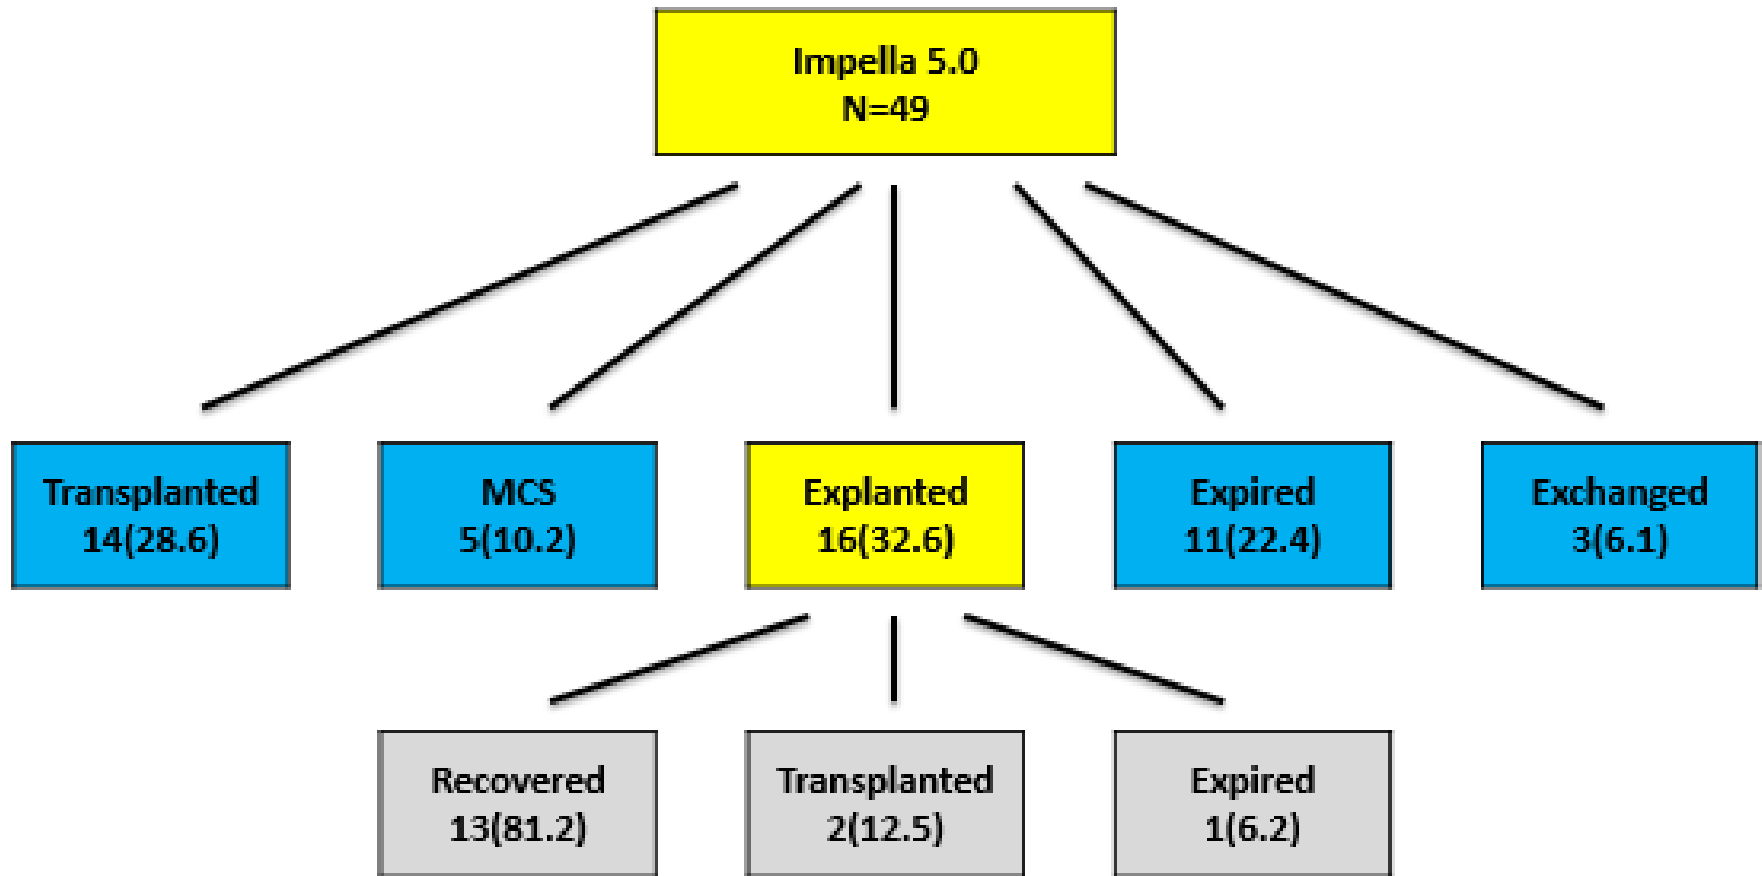 Impella 5.0
N=49
Transplanted
14(28.6)
MCS
5(10.2)
Explanted
16(32.6)
Expired
11(22.4)
Exchanged
3(6.1)
Recovered
13(81.2)
Transplanted
2(12.5)
Expired
1(6.2)